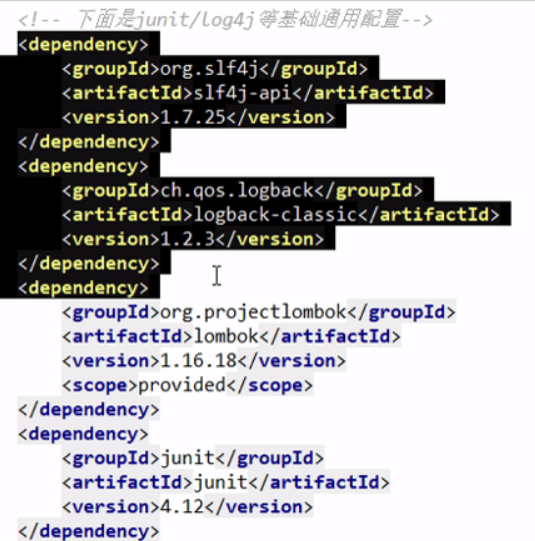 <!-- 下面是junit/log4j等基础通用配置-->
<dependency>
<groupId>org.slf4j</groupId>
<artifactId>slf4j-api</artifactId>
<version>1.7.25</version>
</dependency>
<dependency>
<groupId>ch.qos.logback</groupId>
<artifactId>logback-classic</artifactId>
<version>1.2.3</version>
</dependency>
<dependency>
<groupId>org.projectlombok</groupId>
<artifactId>lombok</artifactId>
<version>1.16.18</version>
<scope>provided</scope>
</dependency>
<dependency>
<groupId>junit</groupId>
<artifactId>junit</artifactId>
<version>4.12</version>
</dependency>